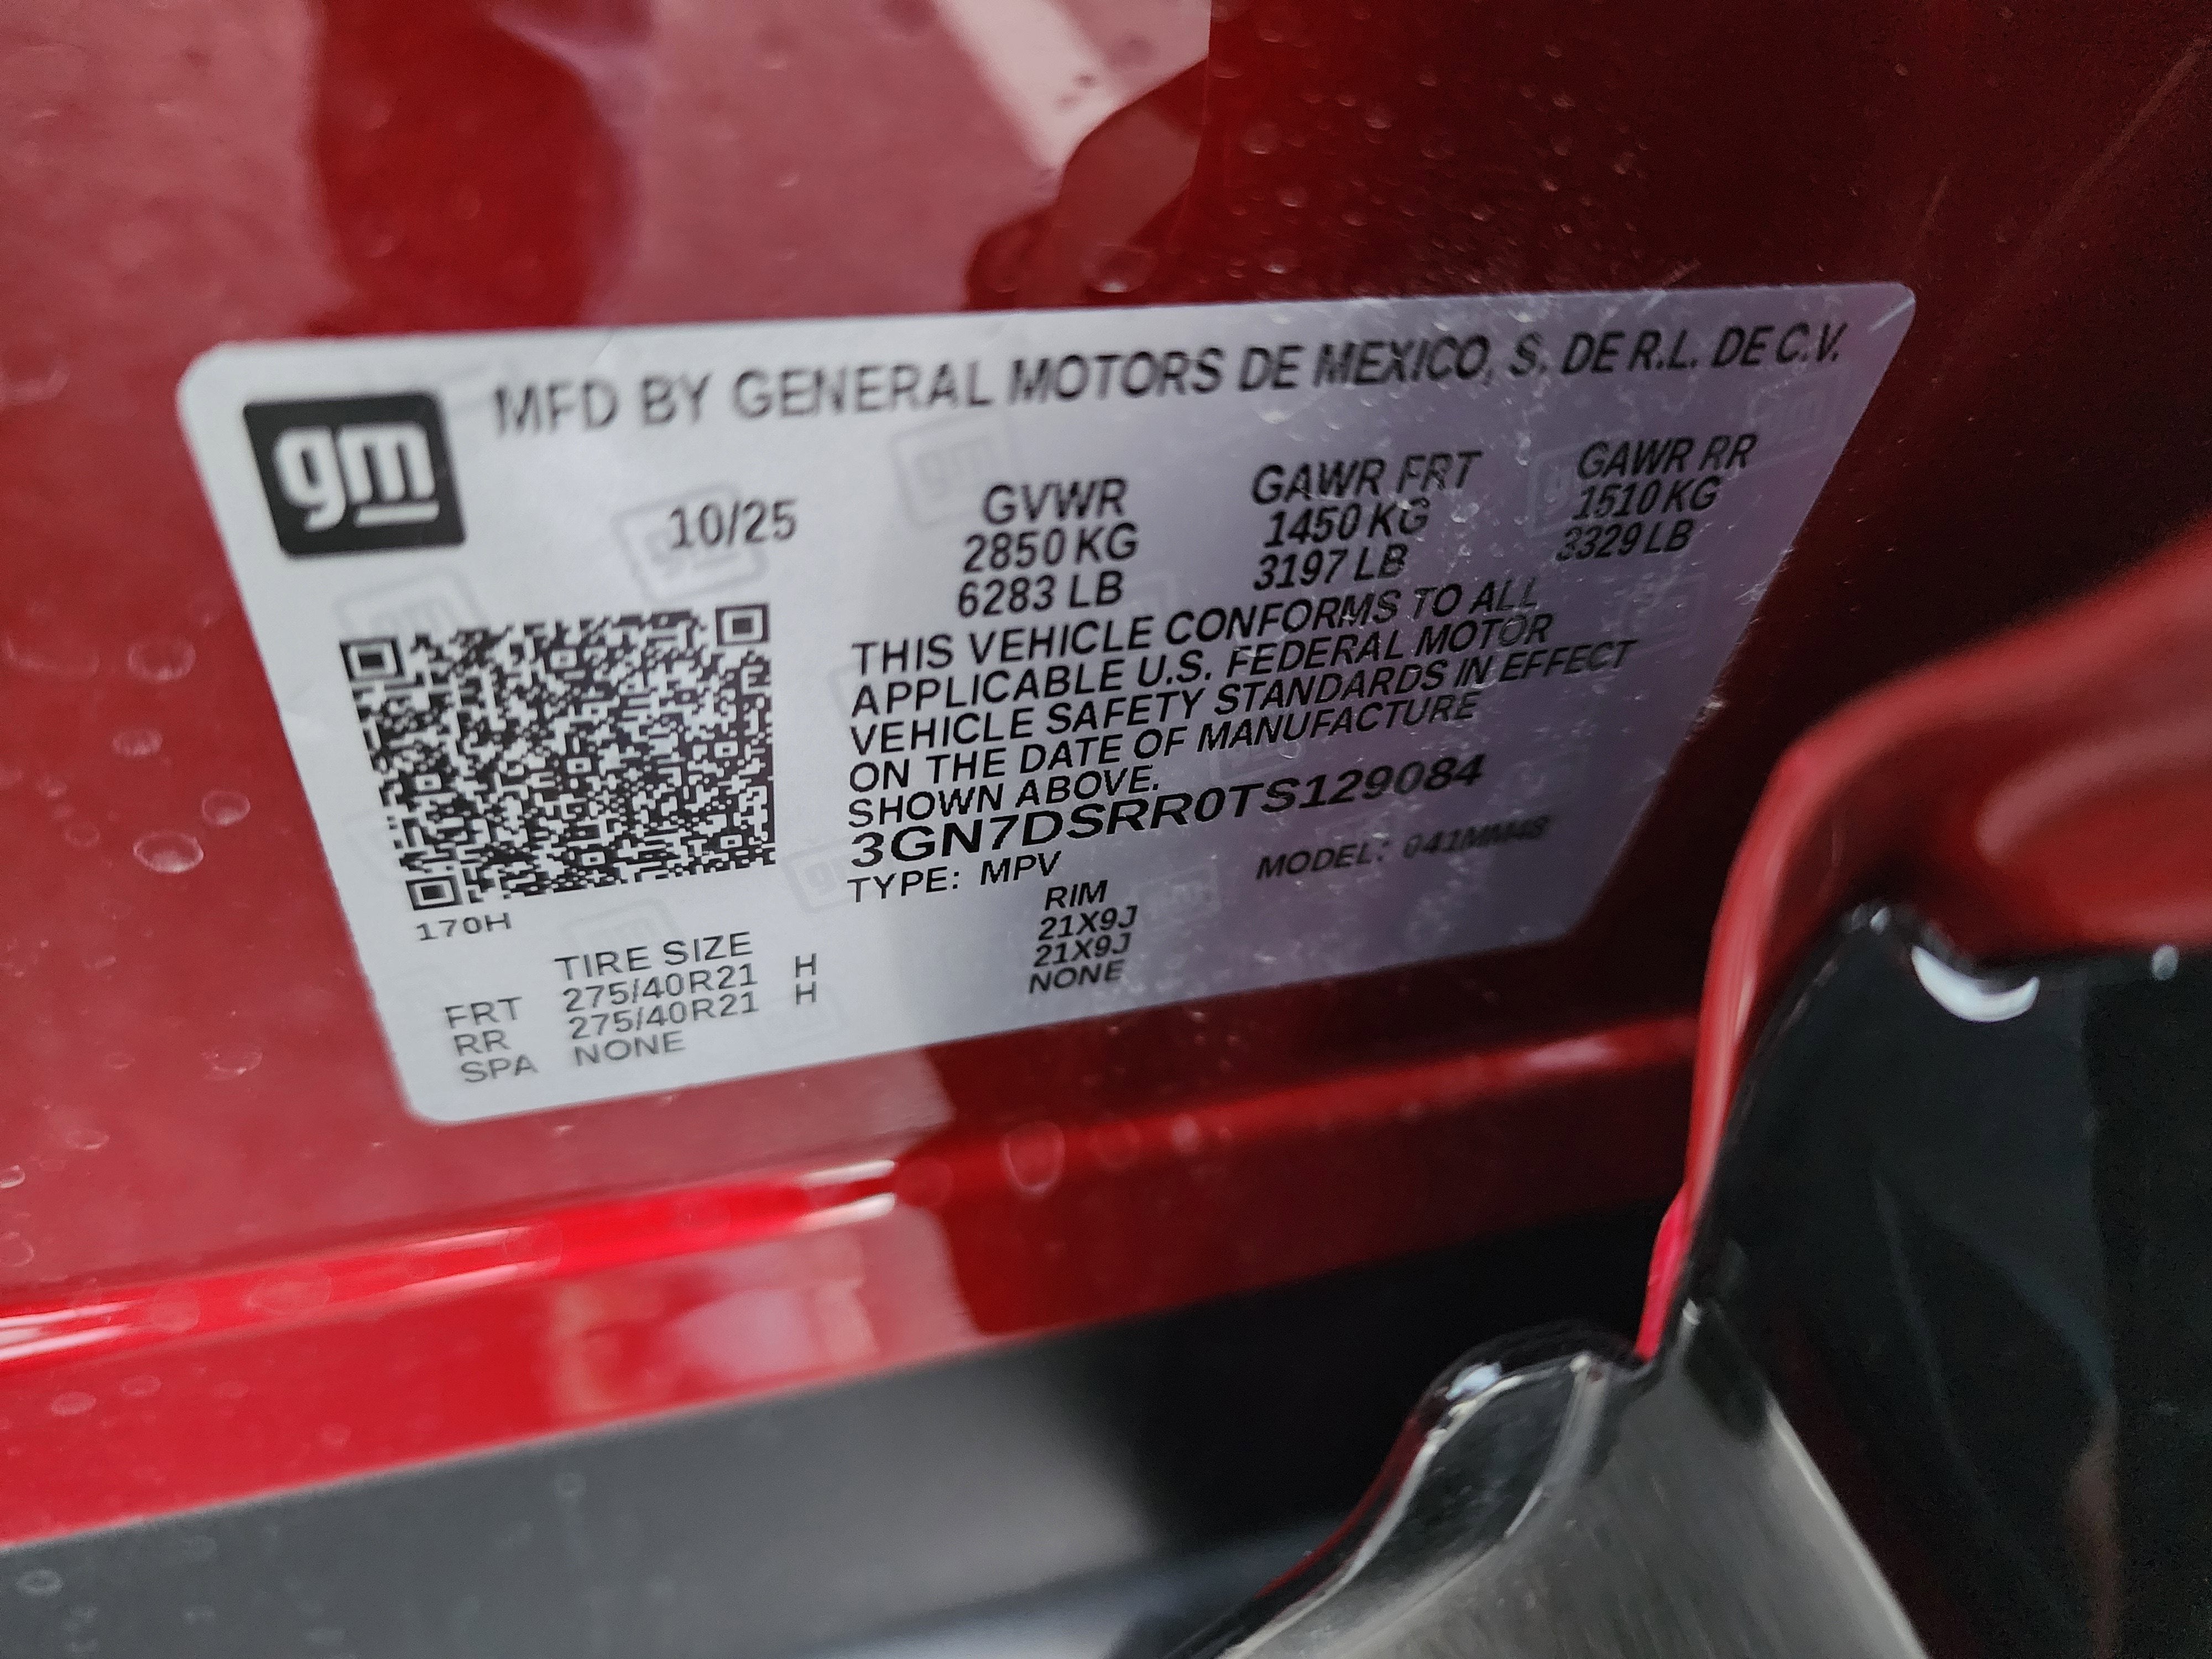 gm
MFD BY GENERAL MOTORS DE MEXICO, S. DE R.L. DE C.V.
10/25
GVWR GAWR FRT GAWR RR
2850 KG 1450 KG 1510 KG
6283 LB 3197 LB 3329 LB
THIS VEHICLE CONFORMS TO ALL
APPLICABLE U.S. FEDERAL MOTOR
VEHICLE SAFETY STANDARDS IN EFFECT
ON THE DATE OF MANUFACTURE
SHOWN ABOVE.
3GN7DSRR0TS129084
TYPE: MPV MODEL:
170H
TIRE SIZE RIM
FRT 275/40R21 H 21X9J
RR 275/40R21 H 21X9J
SPA NONE NONE